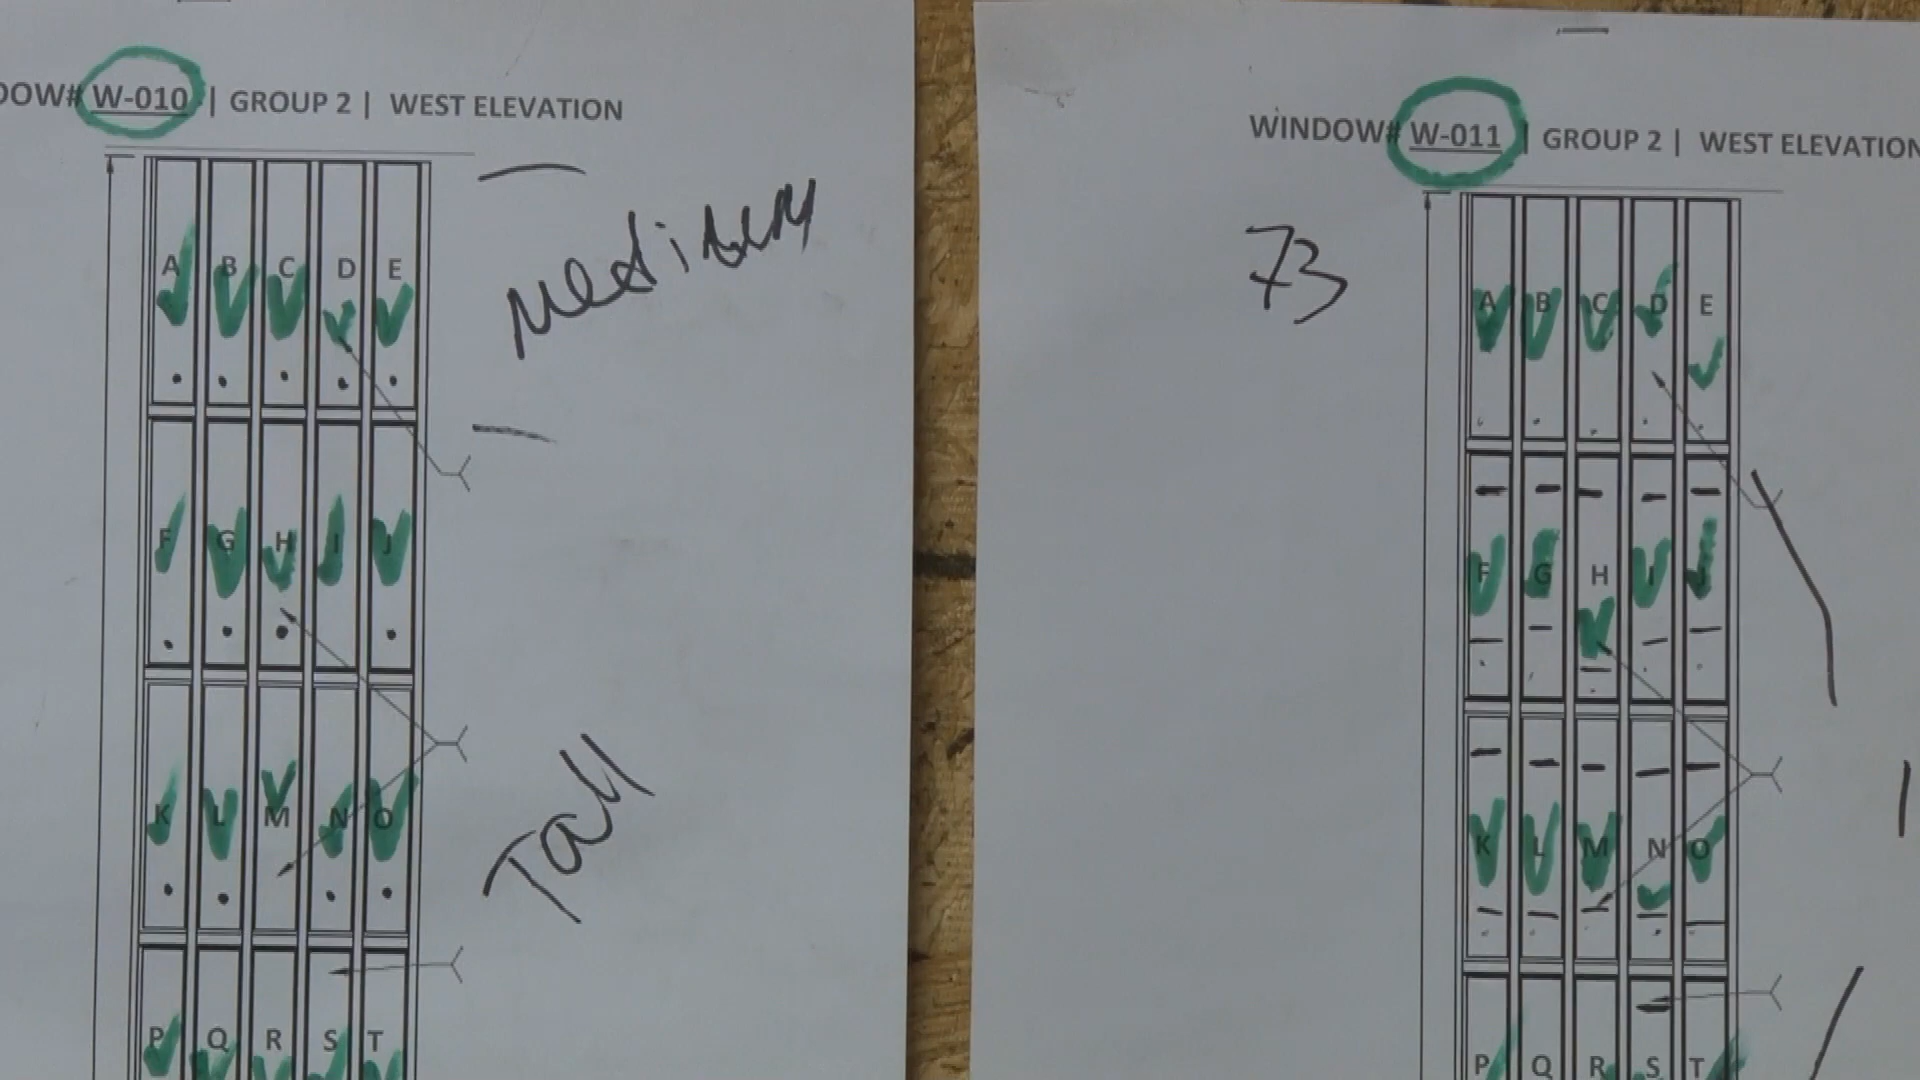 DOW# W-010 | GROUP 2 | WEST ELEVATION
A B C D E
Medium
F G H I J
K L M N O
Tall
P Q R S T
WINDOW# W-011 | GROUP 2 | WEST ELEVATION
73
A B C D E
F G H I J
K L M N O
P Q R S T